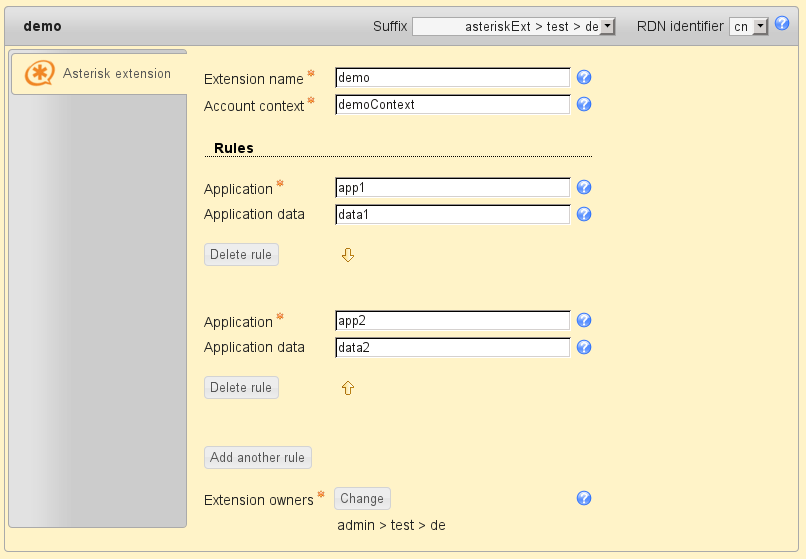 demo Suffix asteriskExt > test > de RDN identifier cn
Asterisk extension
Extension name * demo
Account context * demoContext
Rules
Application * app1
Application data data1
Delete rule
Application * app2
Application data data2
Delete rule
Add another rule
Extension owners * Change
admin > test > de